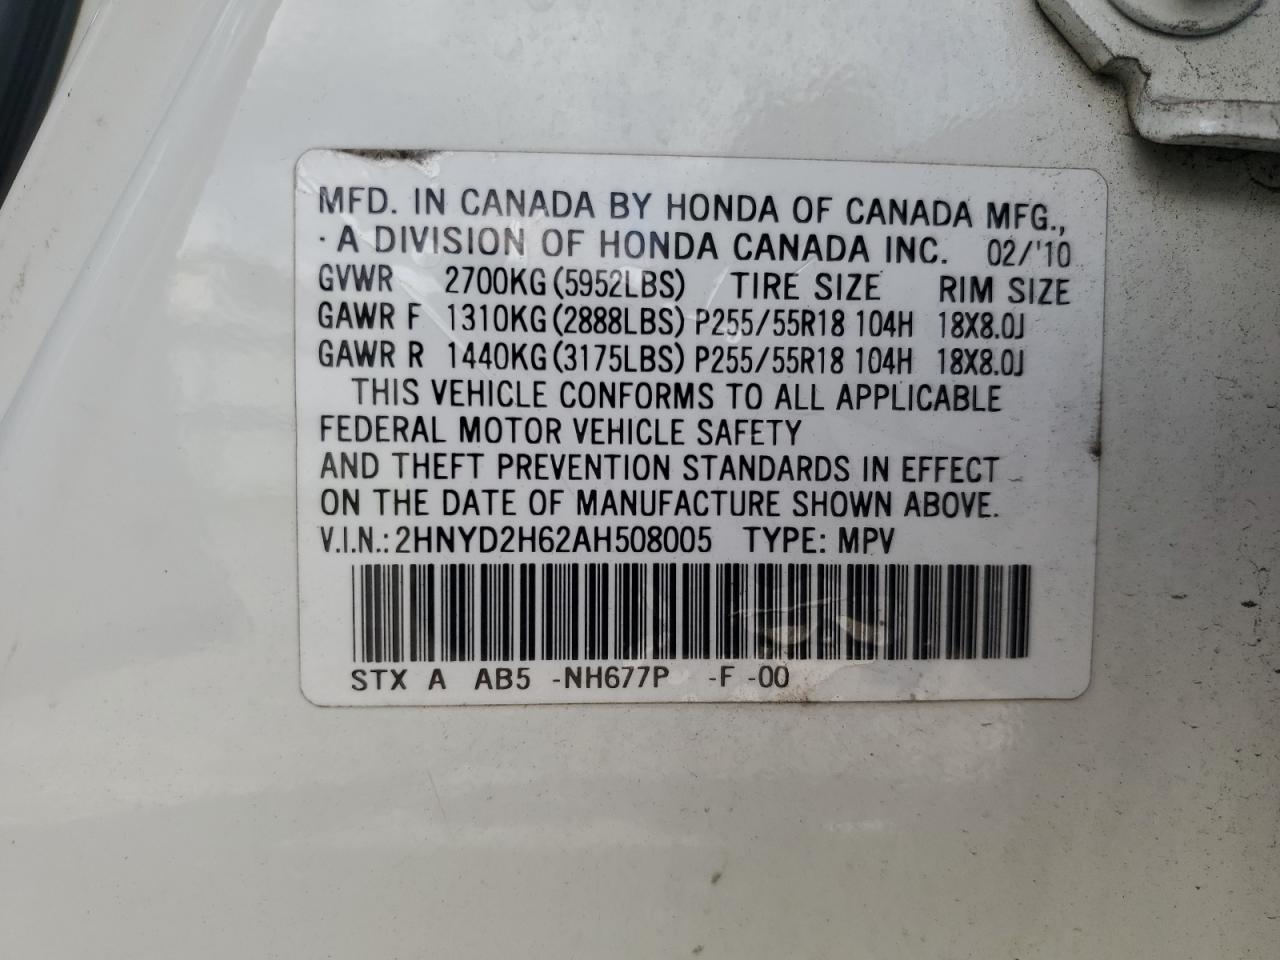 MFD. IN CANADA BY HONDA OF CANADA MFG.,
· A DIVISION OF HONDA CANADA INC. 02/'10
GVWR 2700KG (5952LBS) TIRE SIZE RIM SIZE
GAWR F 1310KG (2888LBS) P255/55R18 104H 18X8.0J
GAWR R 1440KG (3175LBS) P255/55R18 104H 18X8.0J
THIS VEHICLE CONFORMS TO ALL APPLICABLE
FEDERAL MOTOR VEHICLE SAFETY
AND THEFT PREVENTION STANDARDS IN EFFECT
ON THE DATE OF MANUFACTURE SHOWN ABOVE.
V.I.N.: 2HNYD2H62AH508005 TYPE: MPV
STX A AB5 -NH677P -F -00